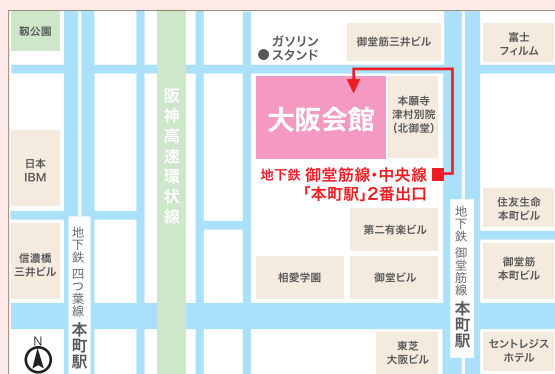 靭公園
ガソリン
スタンド
御堂筋三井ビル
富士
フイルム
阪神高速環状線
大阪会館
本願寺
津村別院
(北御堂)
日本
IBM
地下鉄 御堂筋線・中央線
「本町駅」2番出口
住友生命
本町ビル
地下鉄 四つ葉線 本町駅
地下鉄 御堂筋線 本町駅
第二有楽ビル
信濃橋
三井ビル
相愛学園
御堂ビル
御堂筋
本町ビル
N
東芝
大阪ビル
セントレジス
ホテル